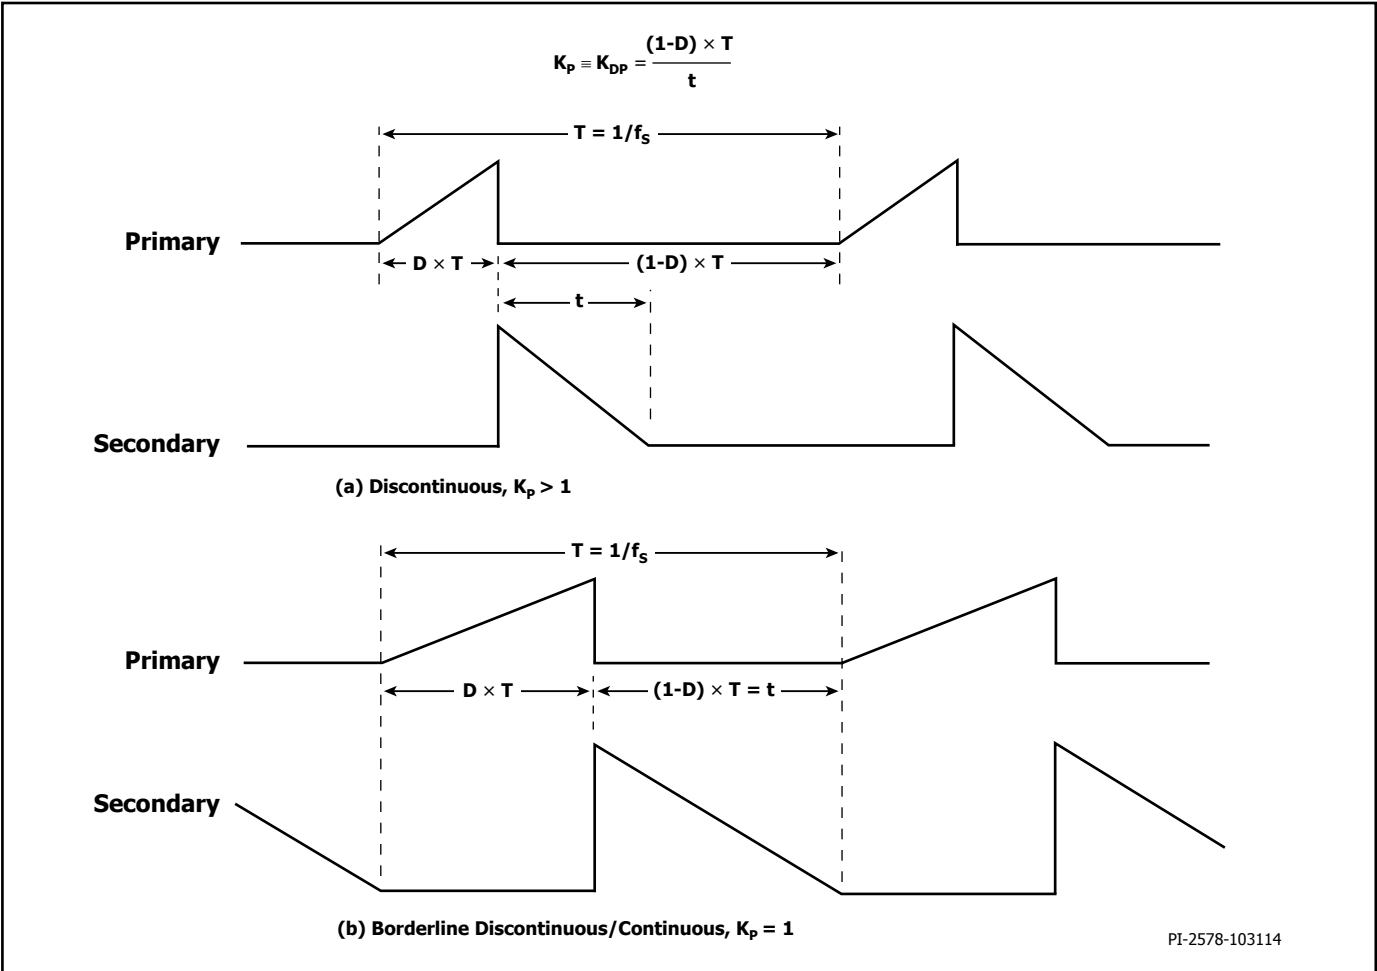 K_P ≡ K_DP = (1-D) × T / t
T = 1/f_S
Primary
D × T
(1-D) × T
t
Secondary
(a) Discontinuous, K_P > 1
T = 1/f_S
Primary
D × T
(1-D) × T = t
Secondary
(b) Borderline Discontinuous/Continuous, K_P = 1
PI-2578-103114